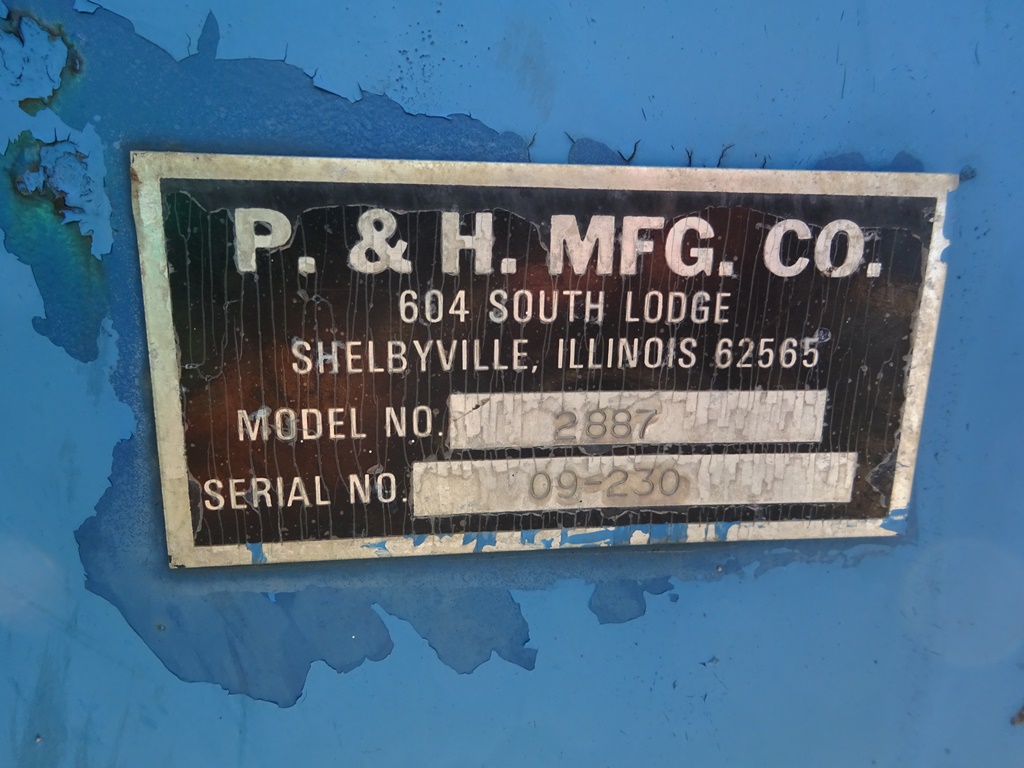 P. & H. MFG. CO.
604 SOUTH LODGE
SHELBYVILLE, ILLINOIS 62565
MODEL NO. 2887
SERIAL NO. 09-230